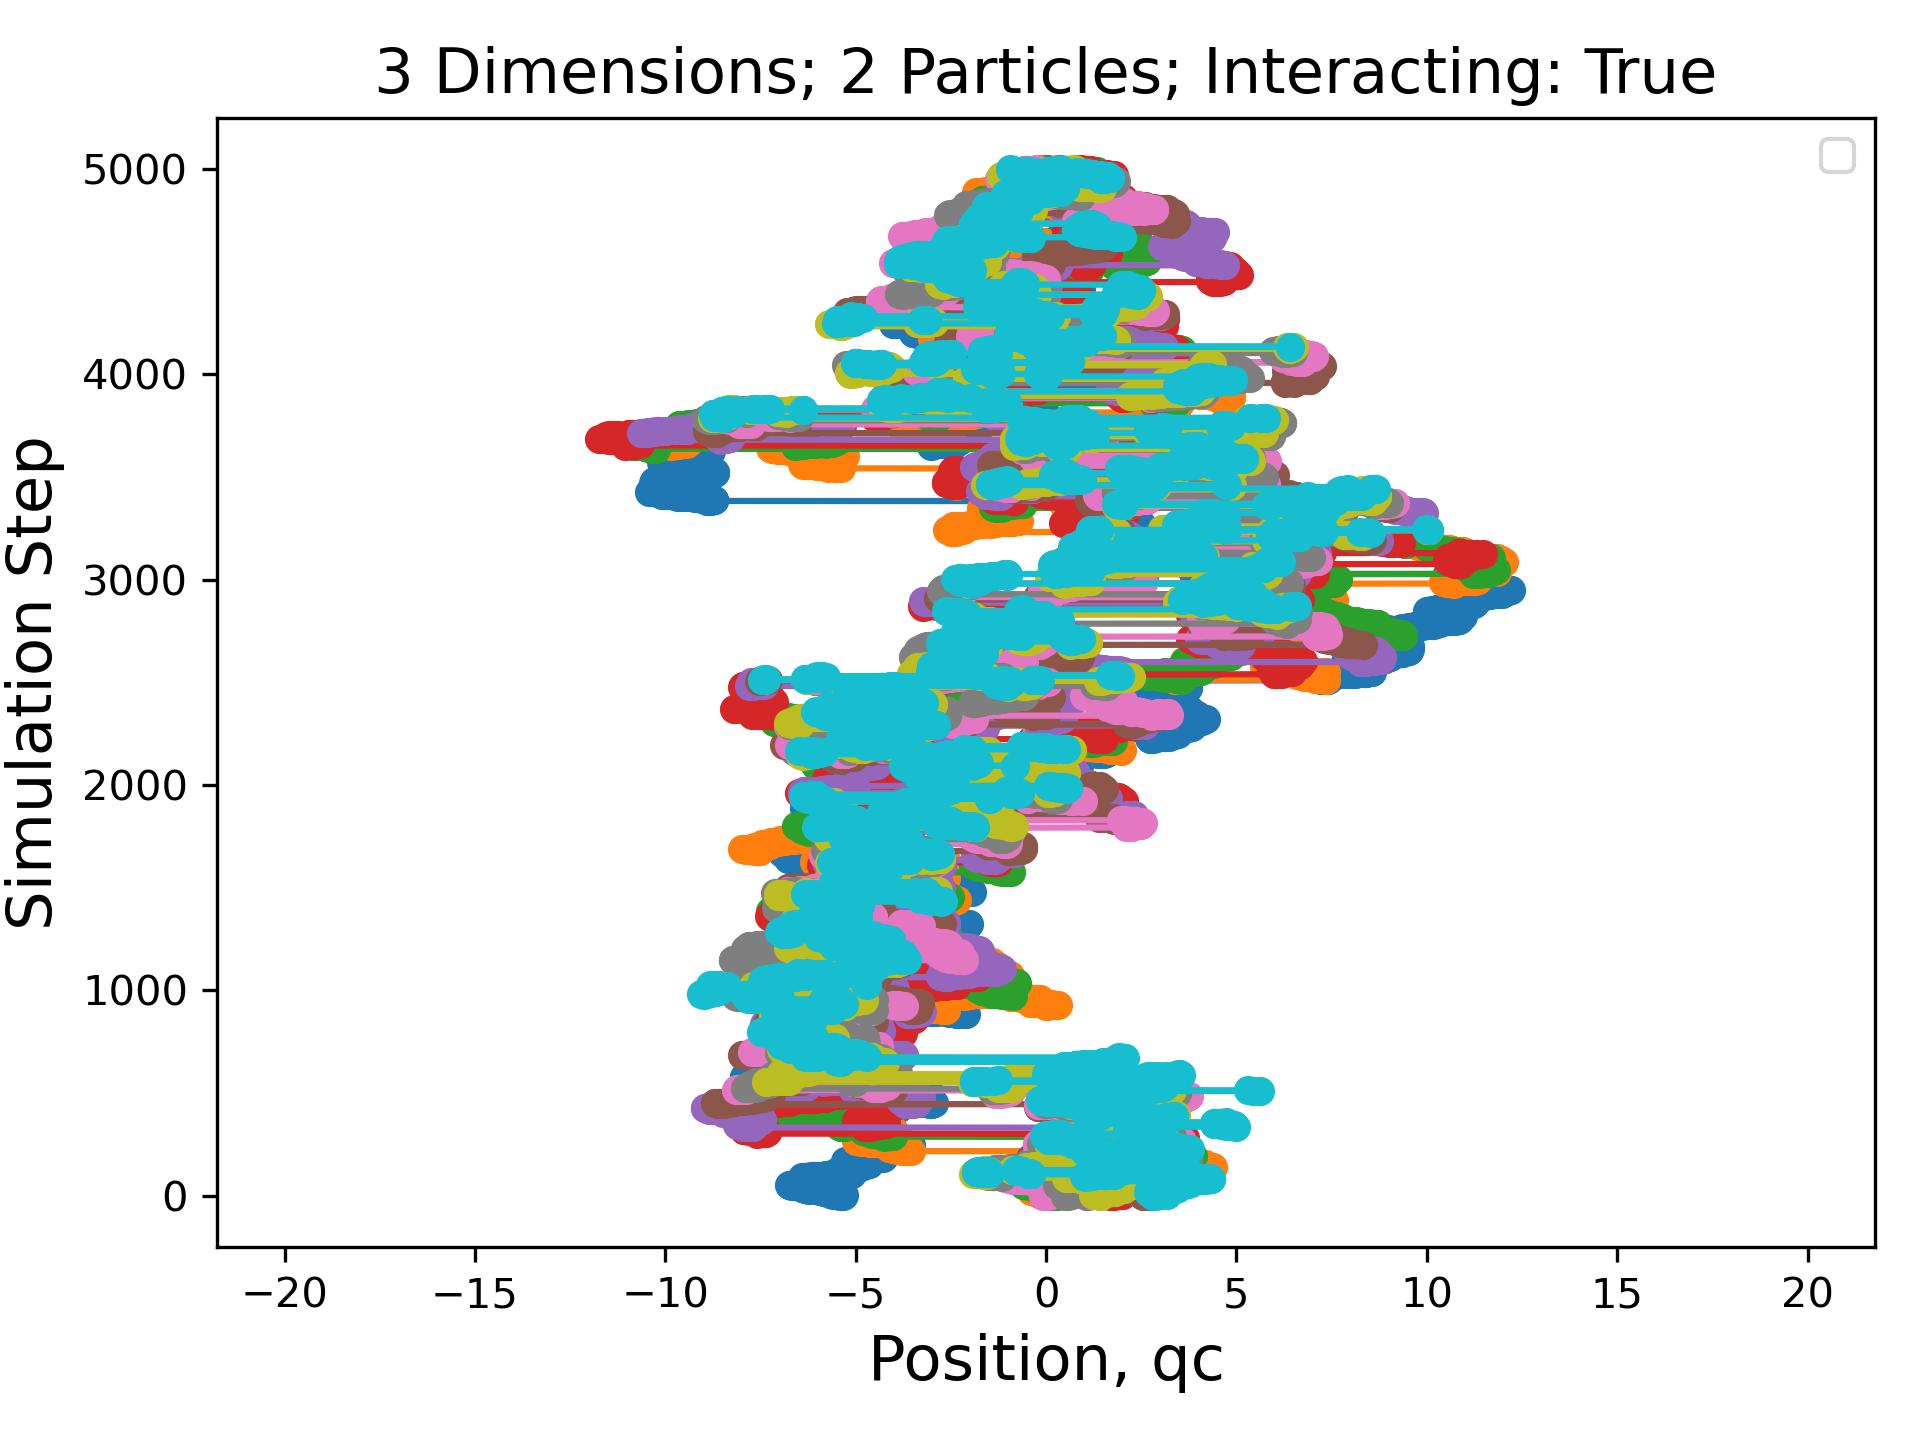 3 Dimensions; 2 Particles; Interacting: True
Simulation Step
5000
4000
3000
2000
1000
0
−20 −15 −10 −5 0 5 10 15 20
Position, qc